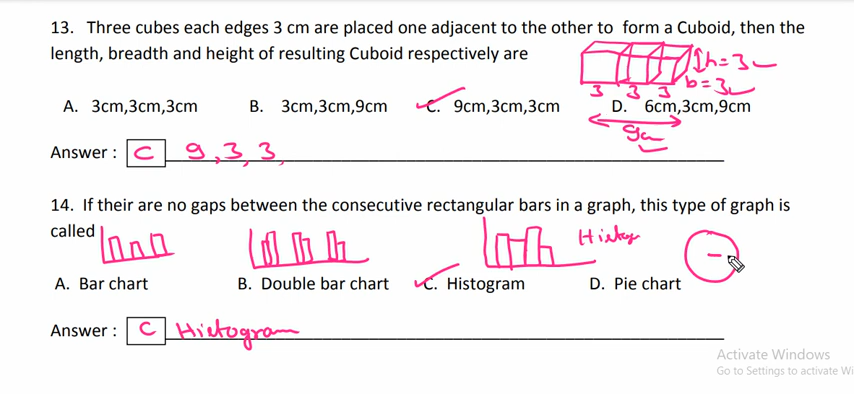 13. Three cubes each edges 3 cm are placed one adjacent to the other to form a Cuboid, then the
length, breadth and height of resulting Cuboid respectively are
h=3
b=3
3 3 3
A. 3cm,3cm,3cm B. 3cm,3cm,9cm C. 9cm,3cm,3cm D. 6cm,3cm,9cm
Answer : C 9,3,3,
14. If their are no gaps between the consecutive rectangular bars in a graph, this type of graph is
called
A. Bar chart B. Double bar chart C. Histogram D. Pie chart
Answer : C Histogram
Activate Windows
Go to Settings to activate Wi